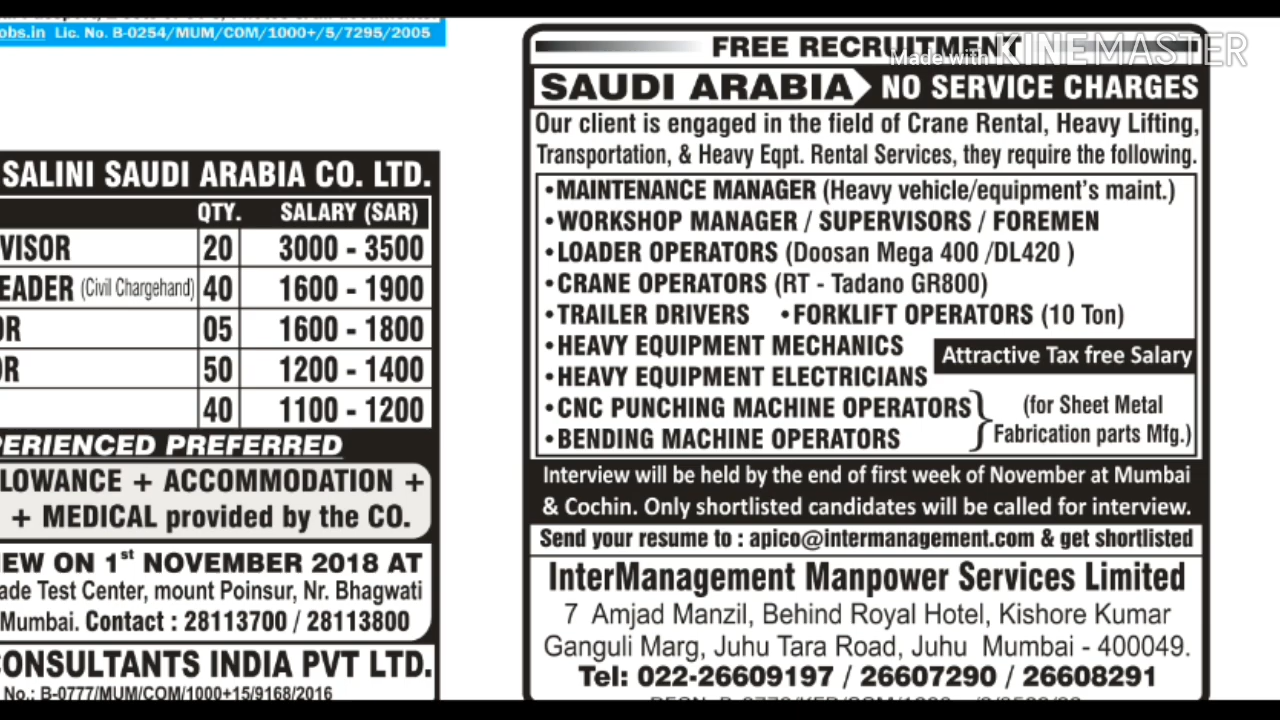 obs.in Lic. No. B-0254/MUM/COM/1000+/5/7295/2005
SALINI SAUDI ARABIA CO. LTD.
QTY. SALARY (SAR)
VISOR 20 3000 - 3500
EADER (Civil Chargehand) 40 1600 - 1900
OR 05 1600 - 1800
OR 50 1200 - 1400
40 1100 - 1200
PERIENCED PREFERRED
LOWANCE + ACCOMMODATION +
+ MEDICAL provided by the CO.
EW ON 1st NOVEMBER 2018 AT
ade Test Center, mount Poinsur, Nr. Bhagwati
Mumbai. Contact : 28113700 / 28113800
CONSULTANTS INDIA PVT LTD.
No.: B-0777/MUM/COM/1000+15/9168/2016
FREE RECRUITMENT
Made with KINEMASTER
SAUDI ARABIA NO SERVICE CHARGES
Our client is engaged in the field of Crane Rental, Heavy Lifting,
Transportation, & Heavy Eqpt. Rental Services, they require the following.
•MAINTENANCE MANAGER (Heavy vehicle/equipment's maint.)
•WORKSHOP MANAGER / SUPERVISORS / FOREMEN
•LOADER OPERATORS (Doosan Mega 400 /DL420 )
•CRANE OPERATORS (RT - Tadano GR800)
•TRAILER DRIVERS •FORKLIFT OPERATORS (10 Ton)
•HEAVY EQUIPMENT MECHANICS
Attractive Tax free Salary
•HEAVY EQUIPMENT ELECTRICIANS
•CNC PUNCHING MACHINE OPERATORS (for Sheet Metal
•BENDING MACHINE OPERATORS Fabrication parts Mfg.)
Interview will be held by the end of first week of November at Mumbai
& Cochin. Only shortlisted candidates will be called for interview.
Send your resume to : apico@intermanagement.com & get shortlisted
InterManagement Manpower Services Limited
7 Amjad Manzil, Behind Royal Hotel, Kishore Kumar
Ganguli Marg, Juhu Tara Road, Juhu Mumbai - 400049.
Tel: 022-26609197 / 26607290 / 26608291